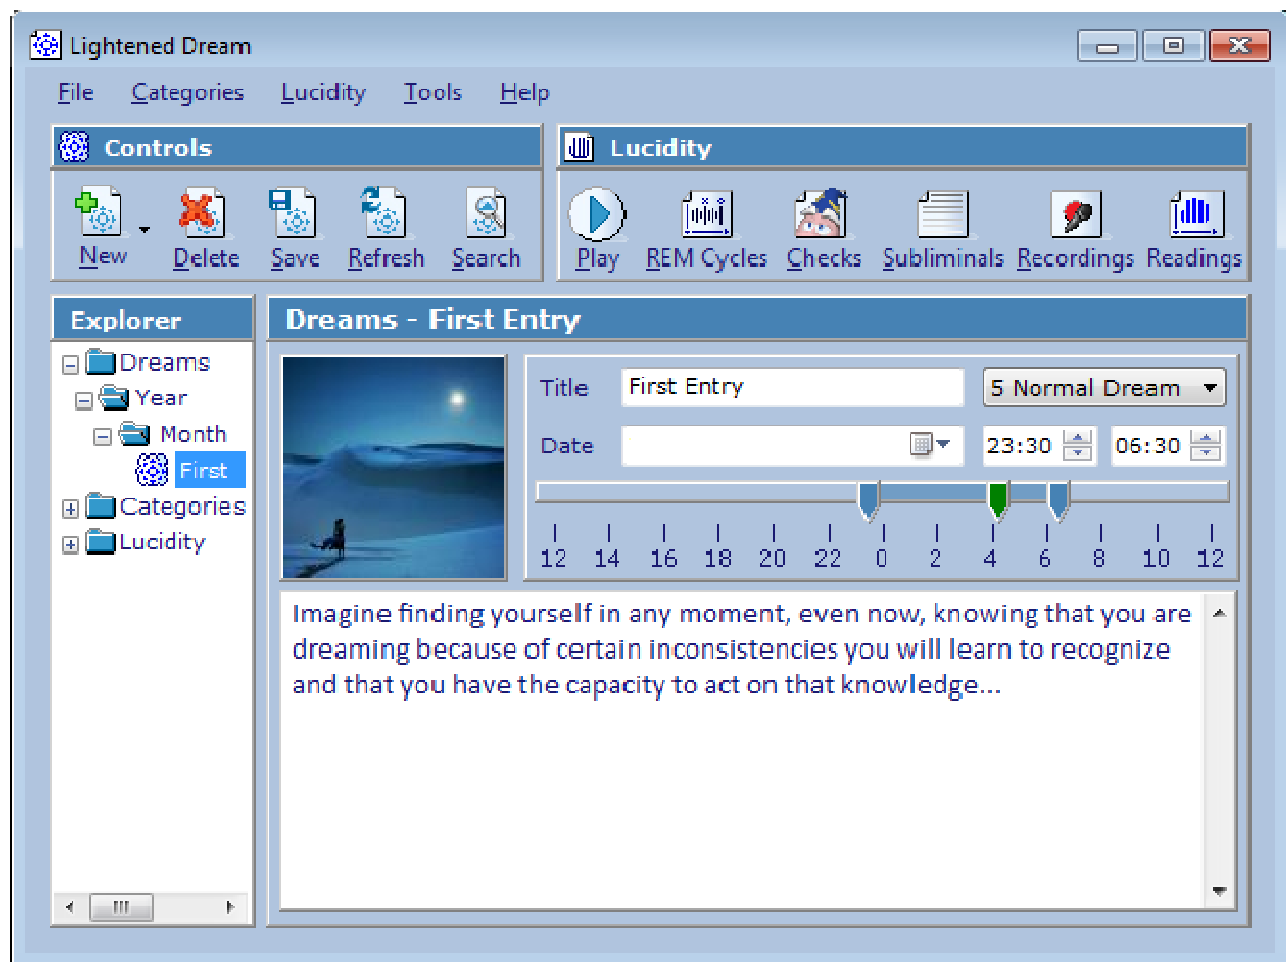 Lightened Dream
File Categories Lucidity Tools Help
Controls
Lucidity
New Delete Save Refresh Search
Play REM Cycles Checks Subliminals Recordings Readings
Explorer
Dreams - First Entry
Dreams
Year
Month
First
Categories
Lucidity
Title First Entry 5 Normal Dream
Date 23:30 06:30
12 14 16 18 20 22 0 2 4 6 8 10 12
Imagine finding yourself in any moment, even now, knowing that you are
dreaming because of certain inconsistencies you will learn to recognize
and that you have the capacity to act on that knowledge...